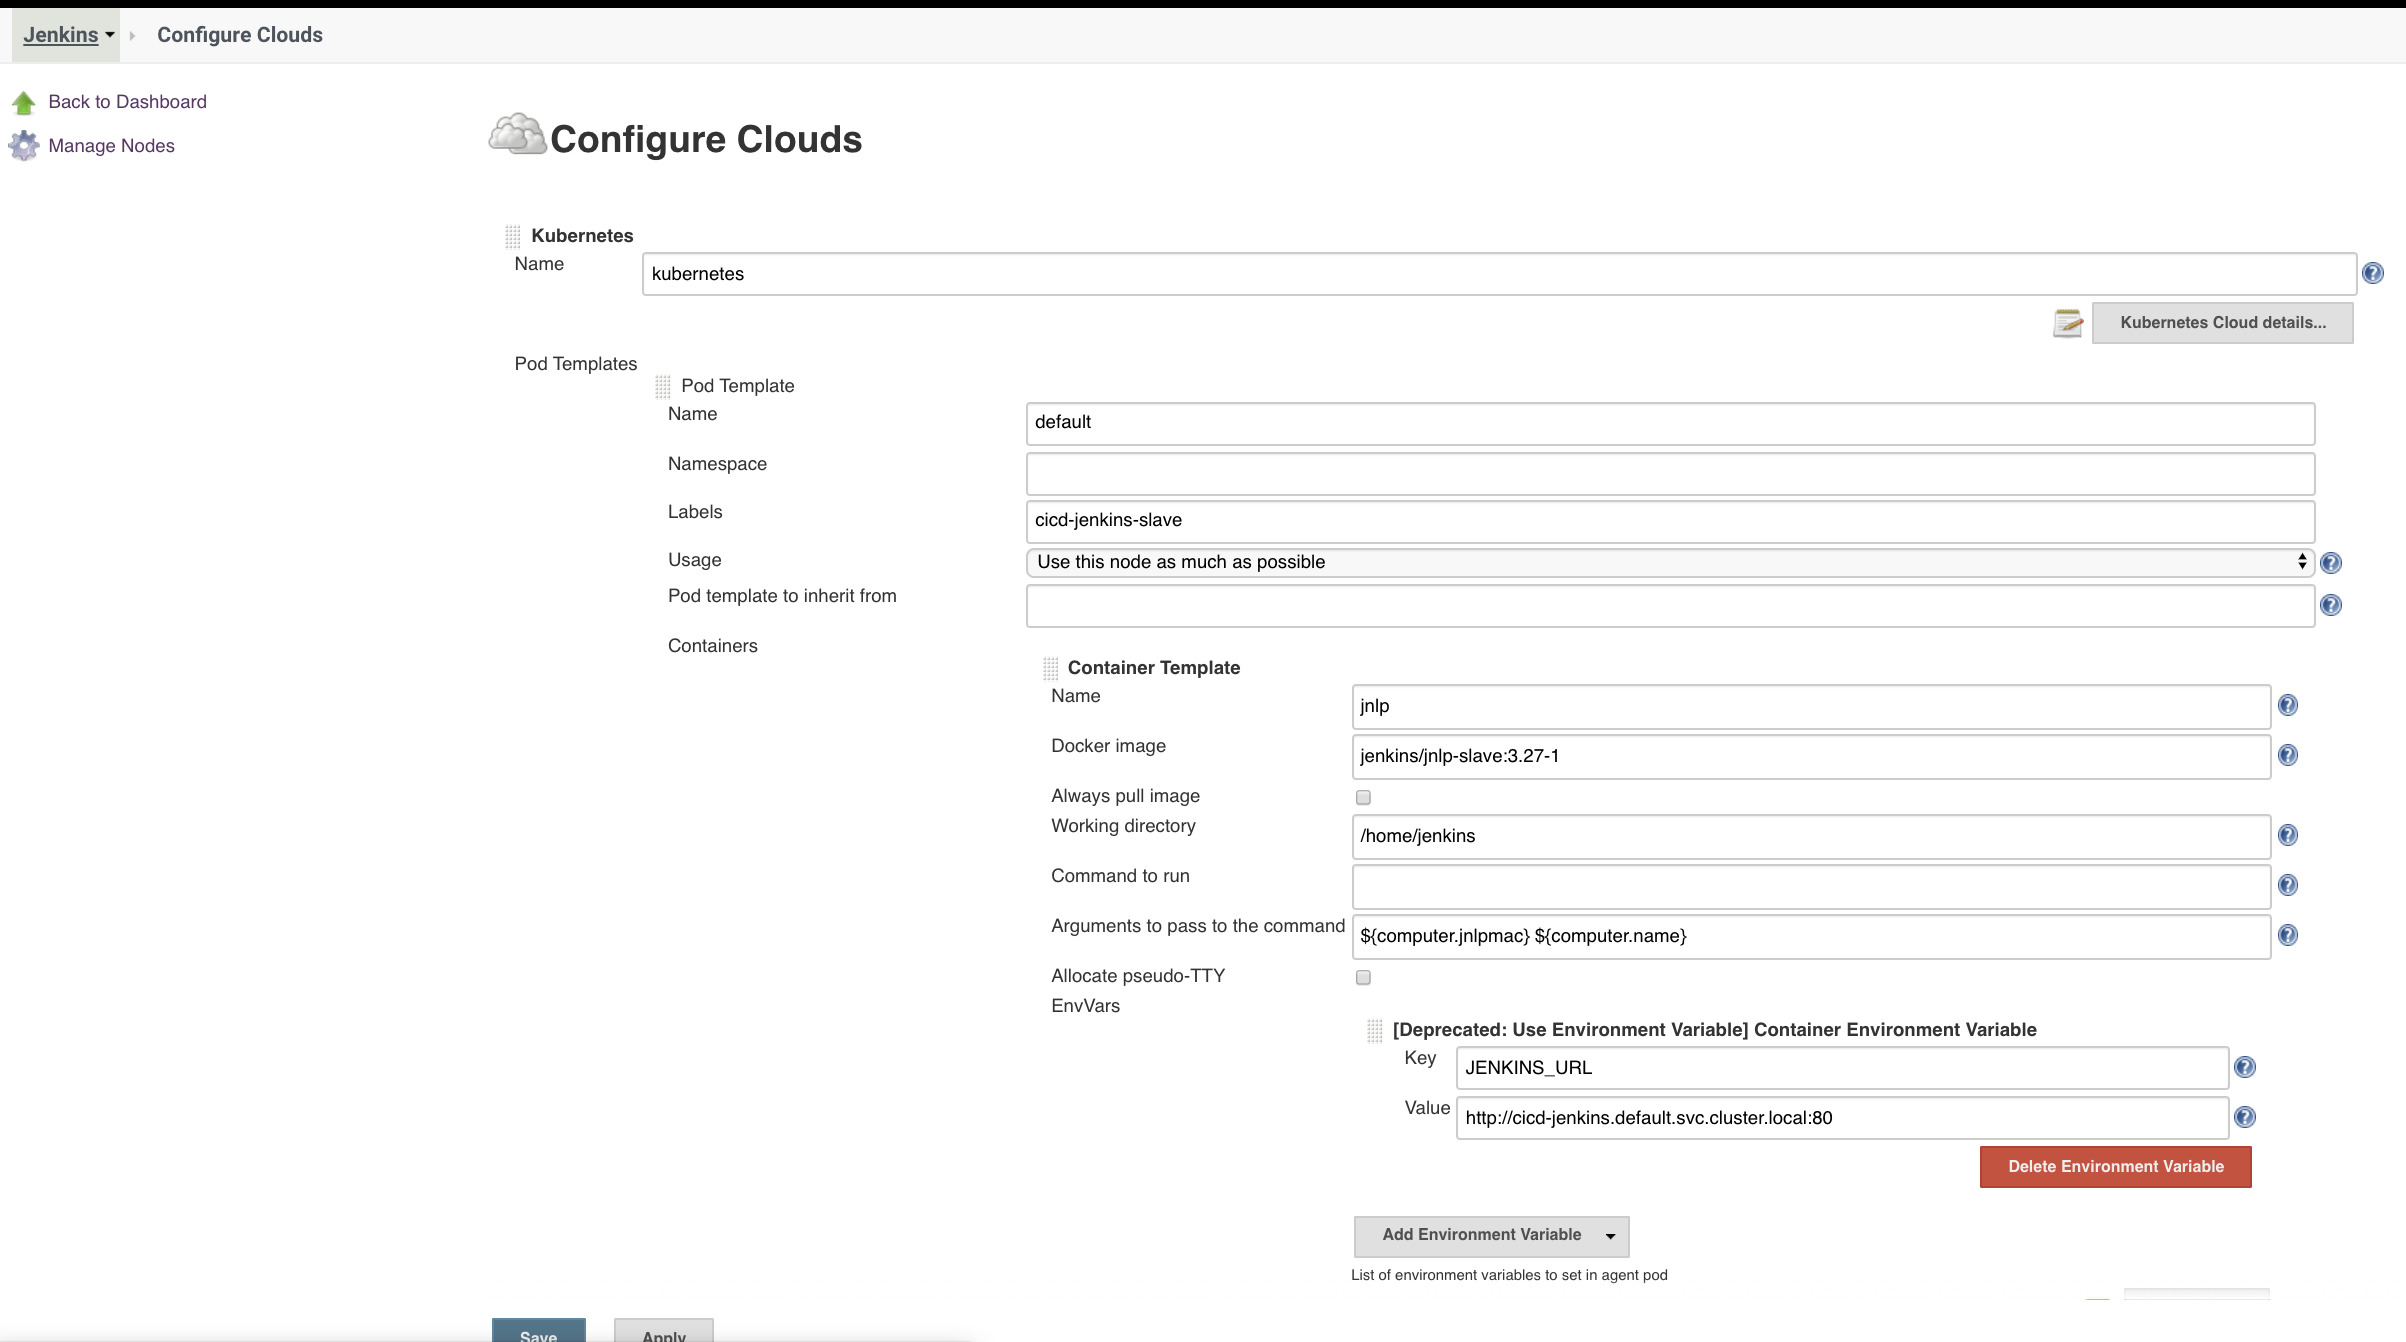 Jenkins
Configure Clouds
Back to Dashboard
Manage Nodes
Configure Clouds
Kubernetes
Name
kubernetes
Kubernetes Cloud details...
Pod Templates
Pod Template
Name
default
Namespace
Labels
cicd-jenkins-slave
Usage
Use this node as much as possible
Pod template to inherit from
Containers
Container Template
Name
jnlp
Docker image
jenkins/jnlp-slave:3.27-1
Always pull image
Working directory
/home/jenkins
Command to run
Arguments to pass to the command
${computer.jnlpmac} ${computer.name}
Allocate pseudo-TTY
EnvVars
[Deprecated: Use Environment Variable] Container Environment Variable
Key
JENKINS_URL
Value
http://cicd-jenkins.default.svc.cluster.local:80
Delete Environment Variable
Add Environment Variable
List of environment variables to set in agent pod
Save
Apply